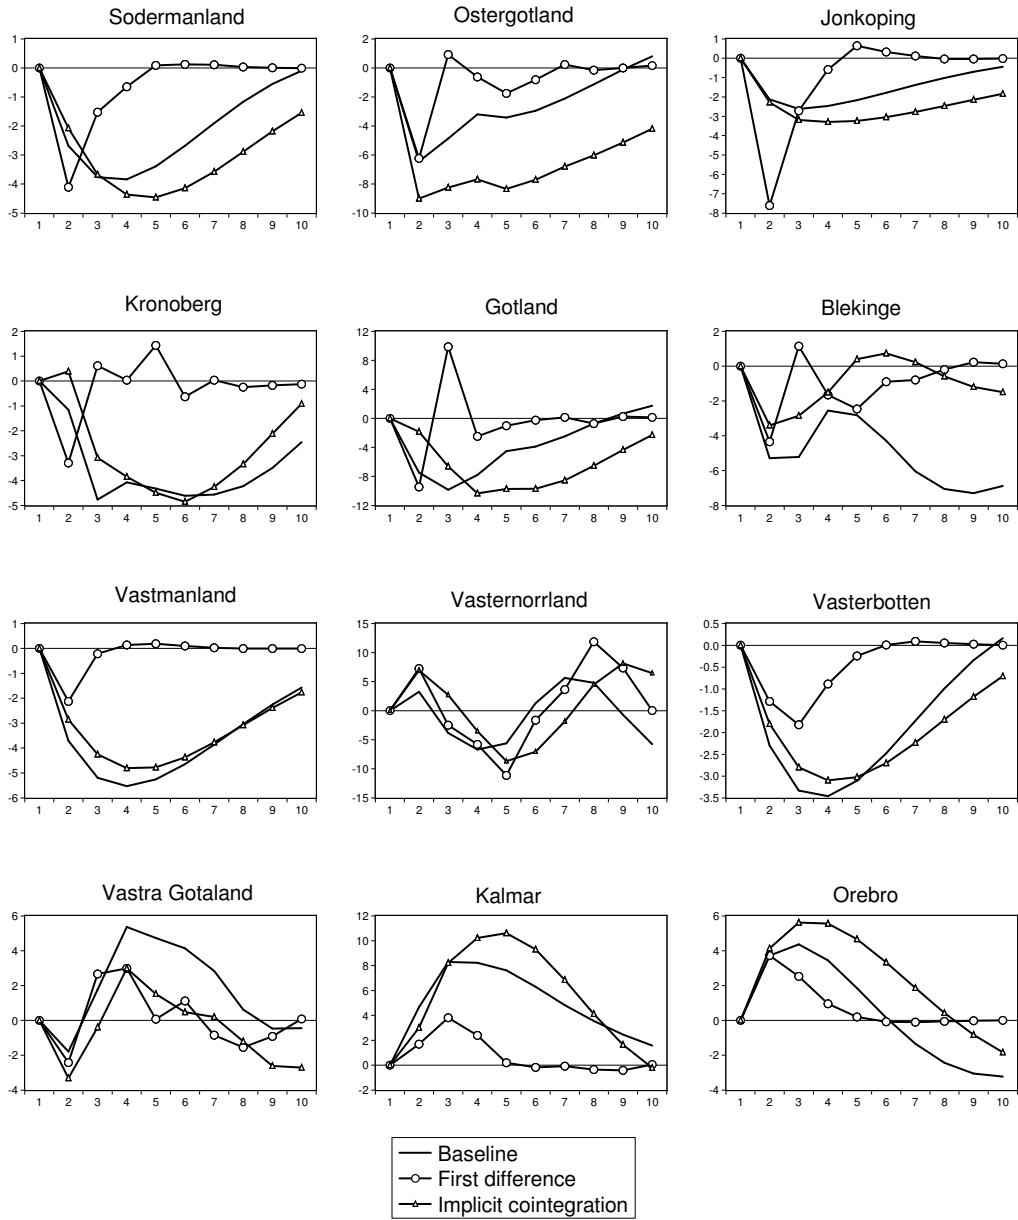 Sodermanland Ostergotland Jonkoping
1 2 1
0 0 0
-1 -2 -1
-2 -4 -2
-3 -6 -3
-4 -8 -4
-5 -10 -5
-6
-7
-8
1 2 3 4 5 6 7 8 9 10 1 2 3 4 5 6 7 8 9 10 1 2 3 4 5 6 7 8 9 10
Kronoberg Gotland Blekinge
2 12 2
1 8 0
0 4 -2
-1 0 -4
-2 -4 -6
-3 -8 -8
-4 -12
-5
1 2 3 4 5 6 7 8 9 10 1 2 3 4 5 6 7 8 9 10 1 2 3 4 5 6 7 8 9 10
Vastmanland Vasternorrland Vasterbotten
1 15 0.5
0 10 0.0
-1 5 -0.5
-2 0 -1.0
-3 -5 -1.5
-4 -10 -2.0
-5 -15 -2.5
-6 -3.0
-3.5
1 2 3 4 5 6 7 8 9 10 1 2 3 4 5 6 7 8 9 10 1 2 3 4 5 6 7 8 9 10
Vastra Gotaland Kalmar Orebro
6 12 6
4 10 4
2 8 2
0 6 0
-2 4 -2
-4 2 -4
0
-2
1 2 3 4 5 6 7 8 9 10 1 2 3 4 5 6 7 8 9 10 1 2 3 4 5 6 7 8 9 10
Baseline
First difference
Implicit cointegration